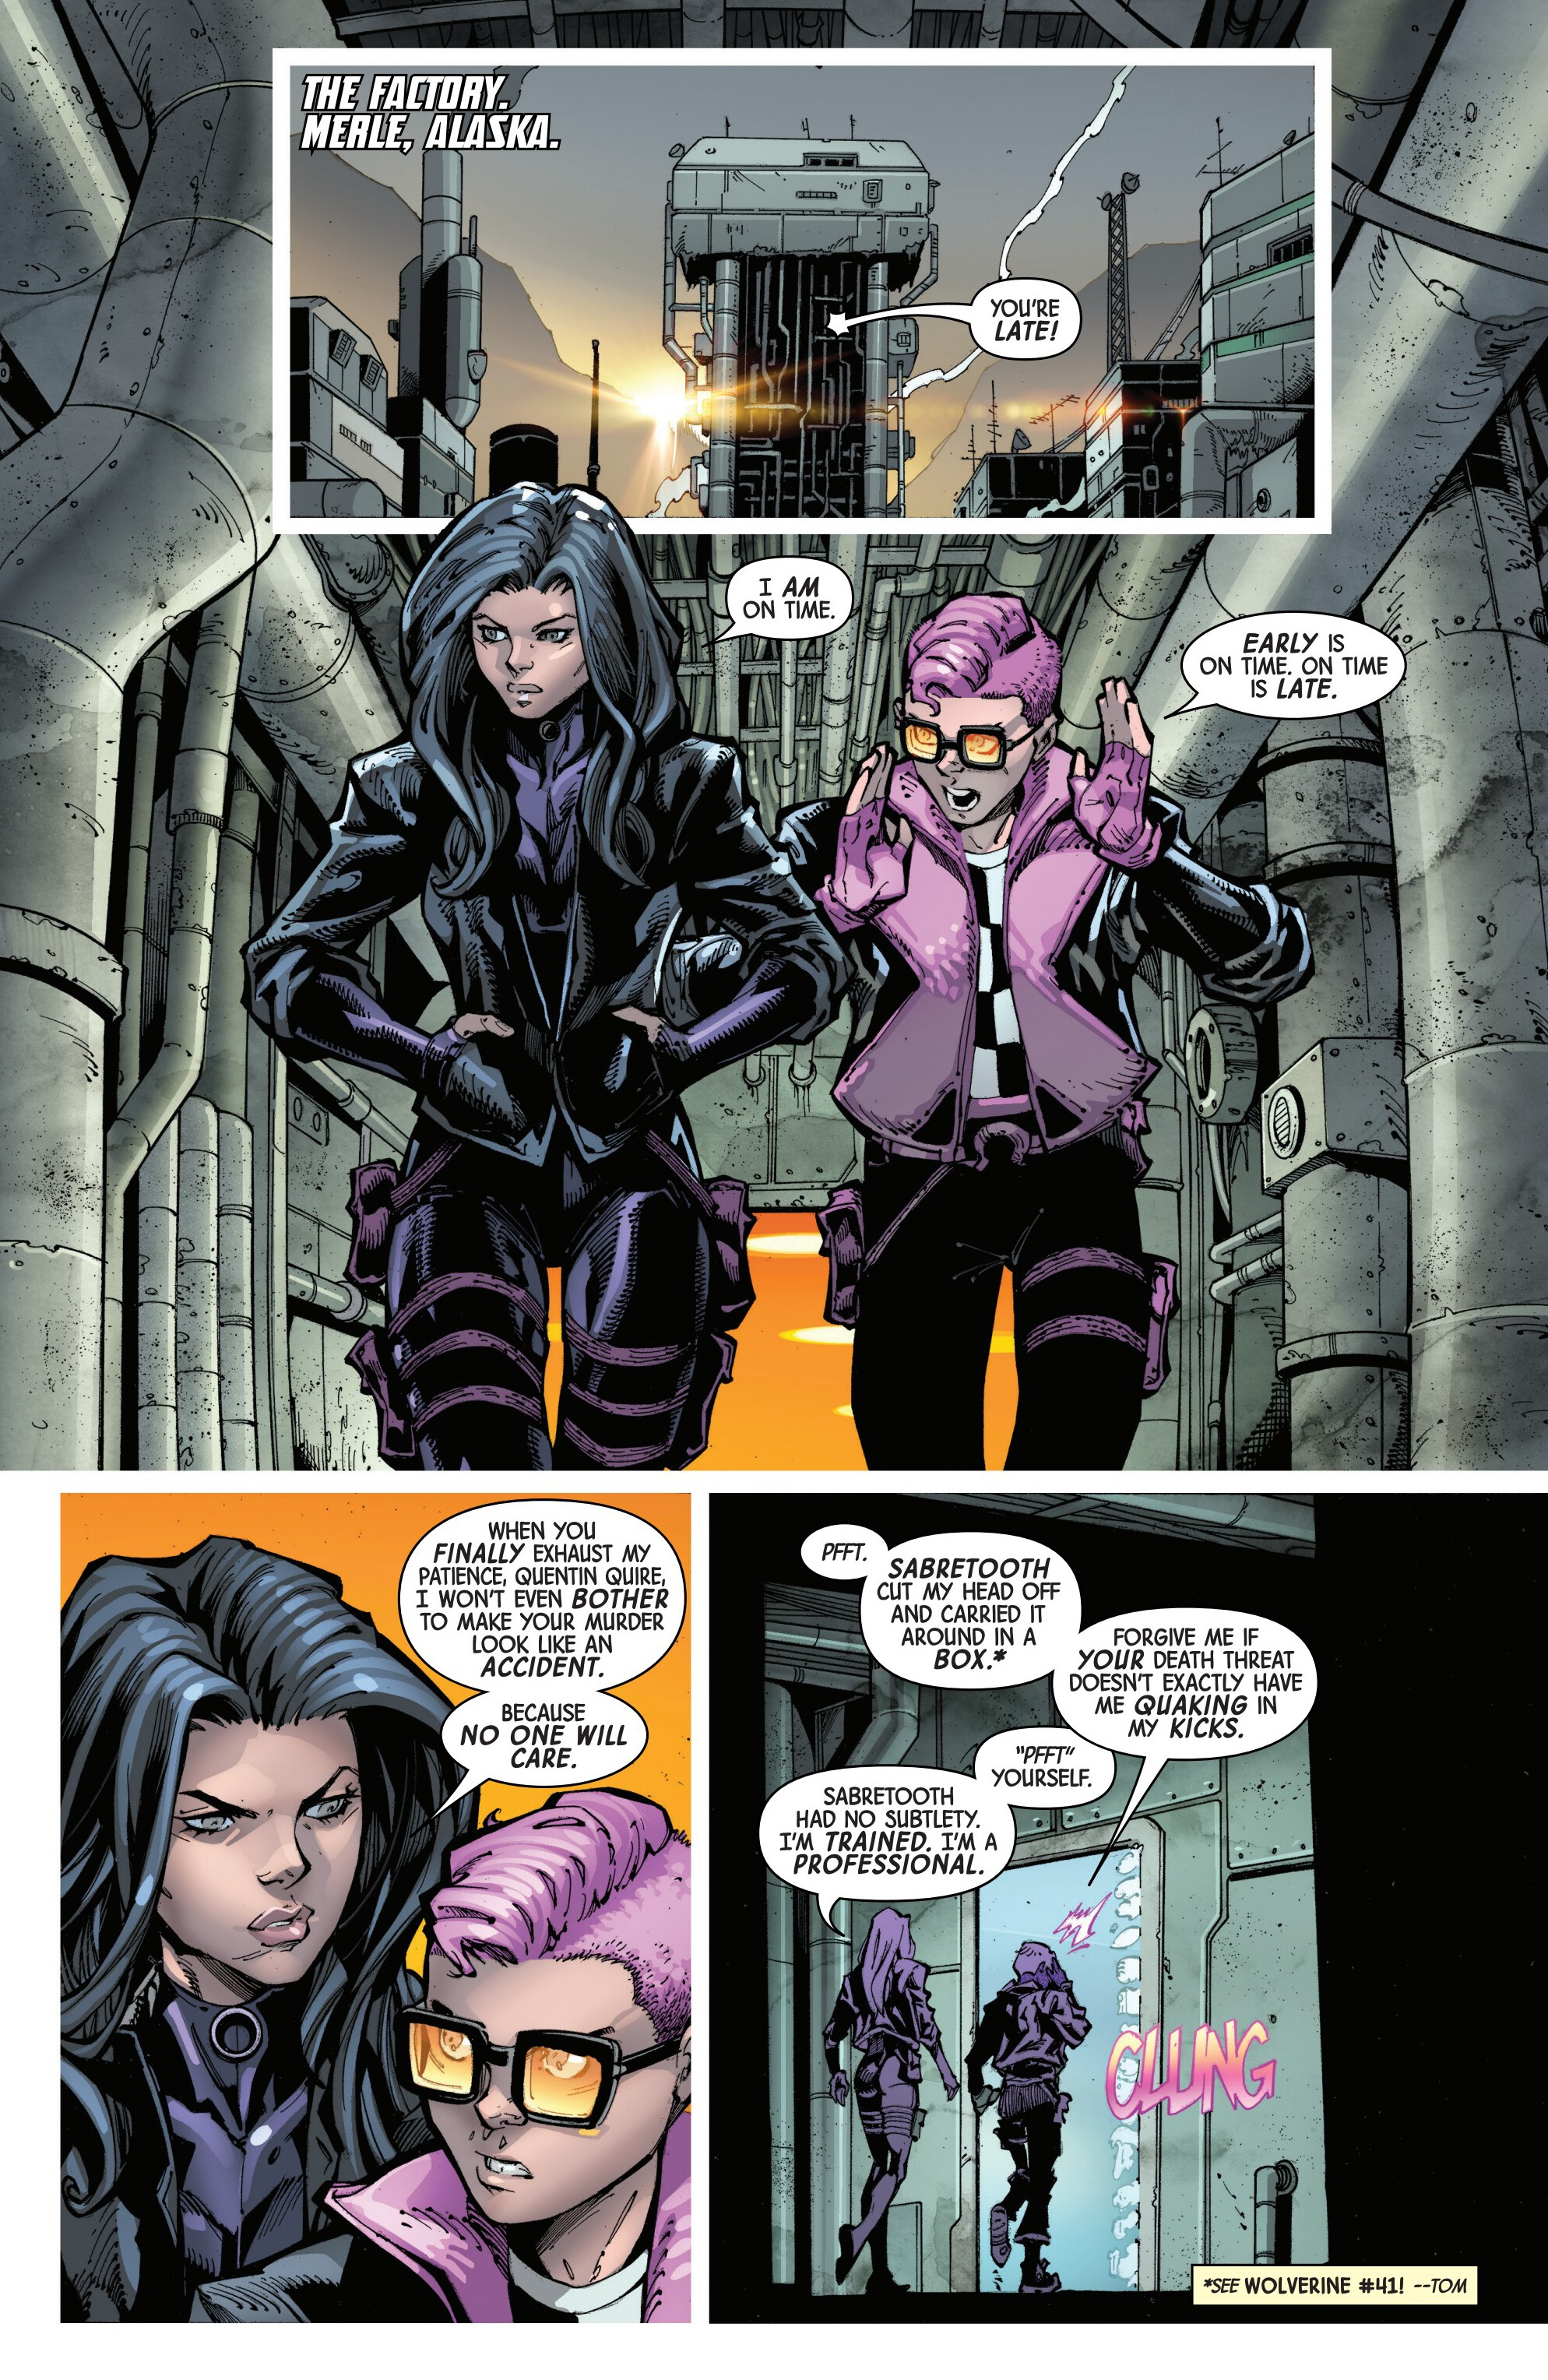 THE FACTORY.
MERLE, ALASKA.
YOU'RE
LATE!
I AM
ON TIME.
EARLY IS
ON TIME. ON TIME
IS LATE.
WHEN YOU
FINALLY EXHAUST MY
PATIENCE, QUENTIN QUIRE,
I WON'T EVEN BOTHER
TO MAKE YOUR MURDER
LOOK LIKE AN
ACCIDENT.
BECAUSE
NO ONE WILL
CARE.
PFFT.
SABRETOOTH
CUT MY HEAD OFF
AND CARRIED IT
AROUND IN A
BOX.*
FORGIVE ME IF
YOUR DEATH THREAT
DOESN'T EXACTLY HAVE
ME QUAKING IN
MY KICKS.
"PFFT"
YOURSELF.
SABRETOOTH
HAD NO SUBTLETY.
I'M TRAINED. I'M A
PROFESSIONAL.
CLUNG
*SEE WOLVERINE #41! --TOM